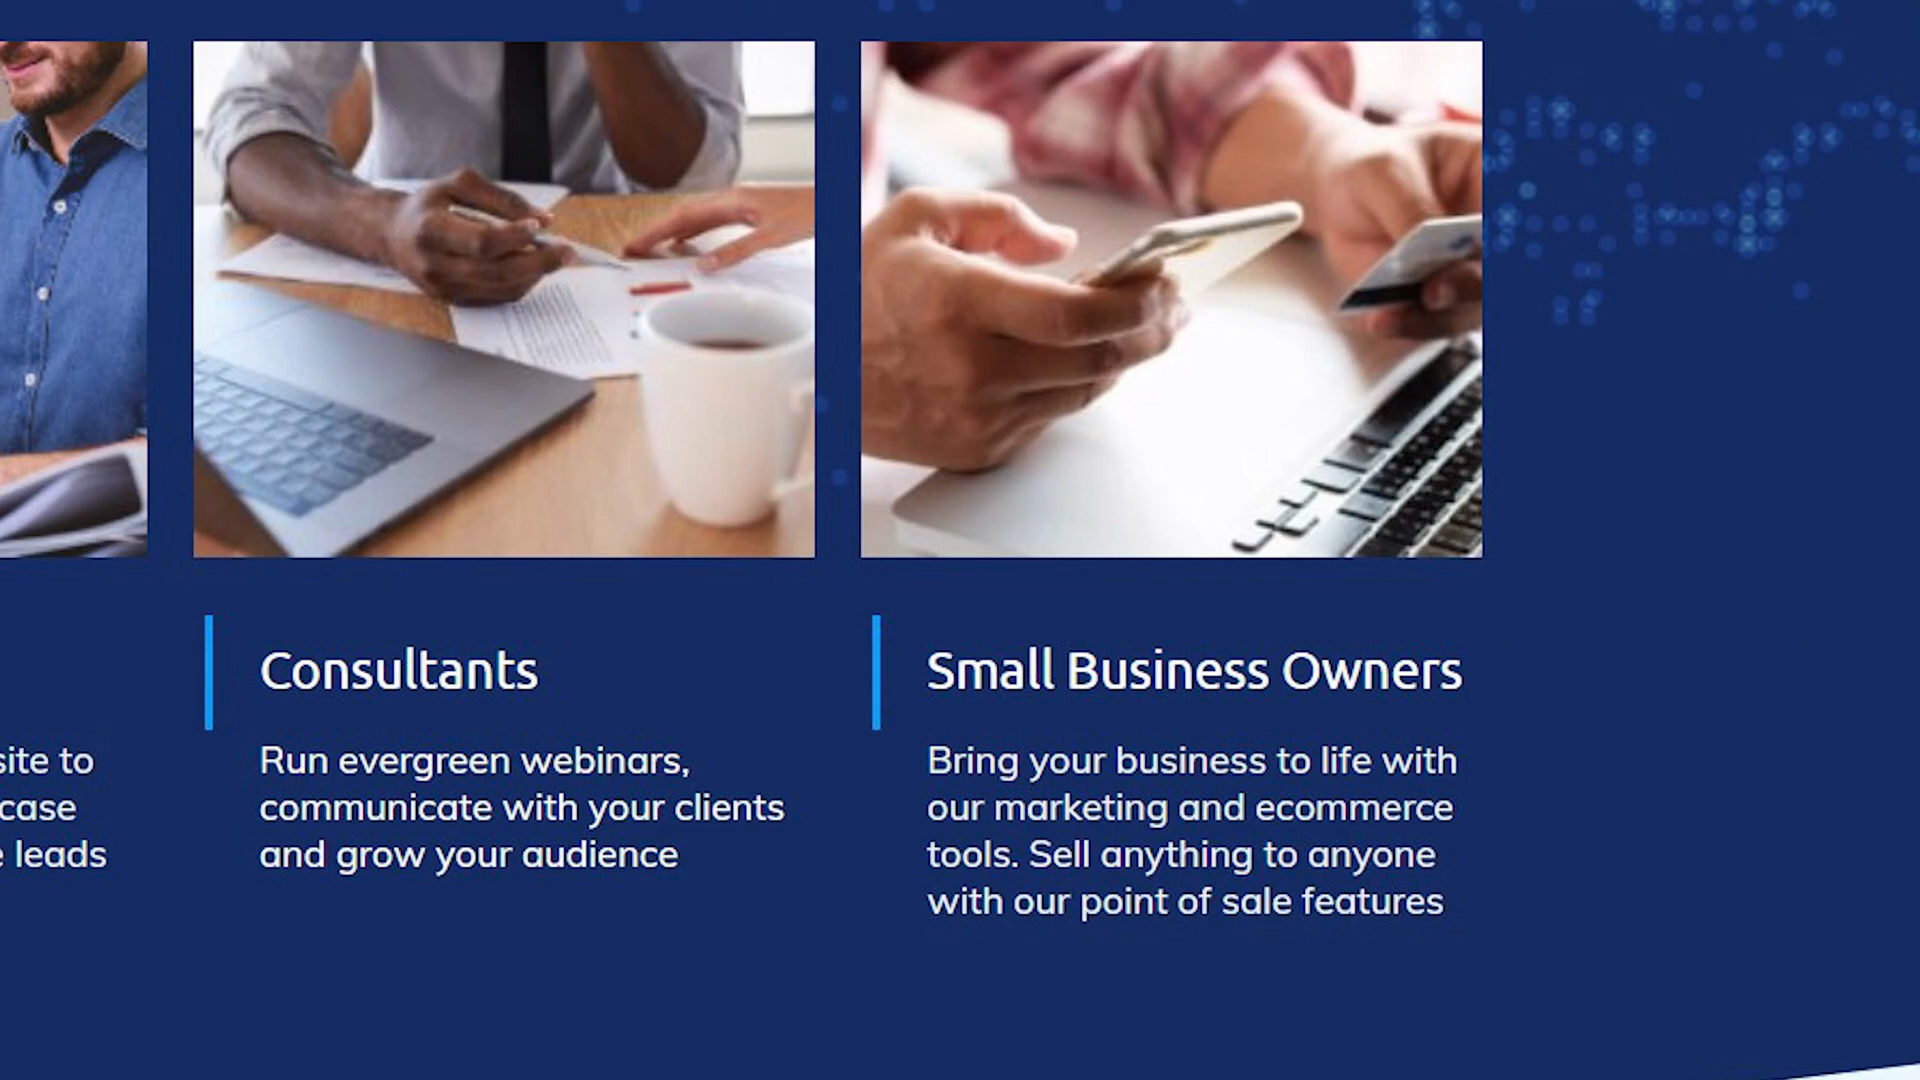 site to
case
leads
Consultants
Run evergreen webinars,
communicate with your clients
and grow your audience
Small Business Owners
Bring your business to life with
our marketing and ecommerce
tools. Sell anything to anyone
with our point of sale features